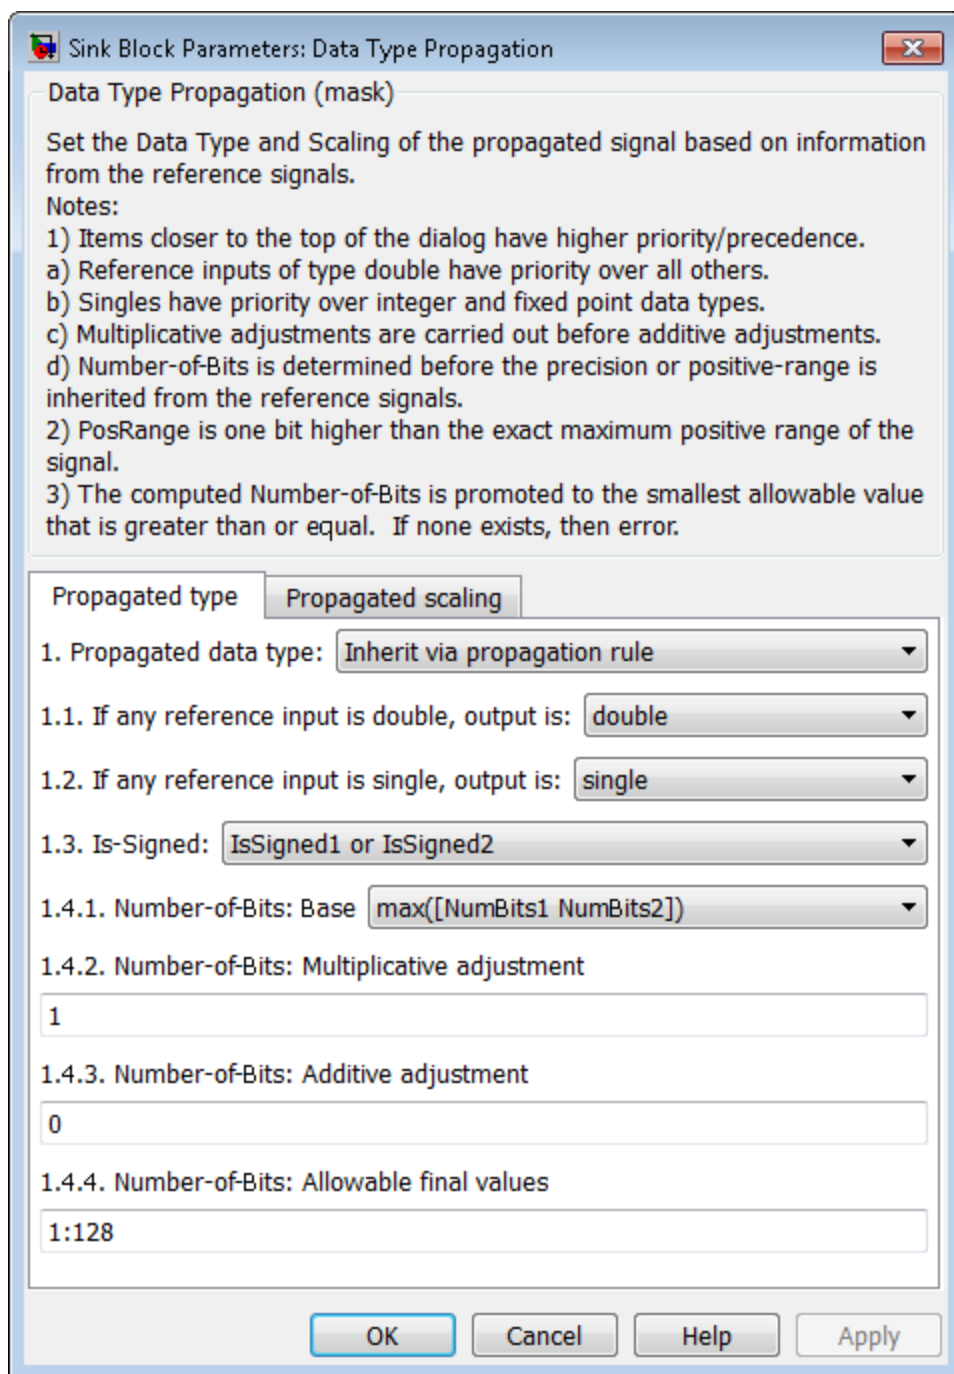 Sink Block Parameters: Data Type Propagation
Data Type Propagation (mask)
Set the Data Type and Scaling of the propagated signal based on information
from the reference signals.
Notes:
1) Items closer to the top of the dialog have higher priority/precedence.
a) Reference inputs of type double have priority over all others.
b) Singles have priority over integer and fixed point data types.
c) Multiplicative adjustments are carried out before additive adjustments.
d) Number-of-Bits is determined before the precision or positive-range is
inherited from the reference signals.
2) PosRange is one bit higher than the exact maximum positive range of the
signal.
3) The computed Number-of-Bits is promoted to the smallest allowable value
that is greater than or equal.  If none exists, then error.
Propagated type Propagated scaling
1. Propagated data type: Inherit via propagation rule
1.1. If any reference input is double, output is: double
1.2. If any reference input is single, output is: single
1.3. Is-Signed: IsSigned1 or IsSigned2
1.4.1. Number-of-Bits: Base max([NumBits1 NumBits2])
1.4.2. Number-of-Bits: Multiplicative adjustment
1
1.4.3. Number-of-Bits: Additive adjustment
0
1.4.4. Number-of-Bits: Allowable final values
1:128
OK Cancel Help Apply